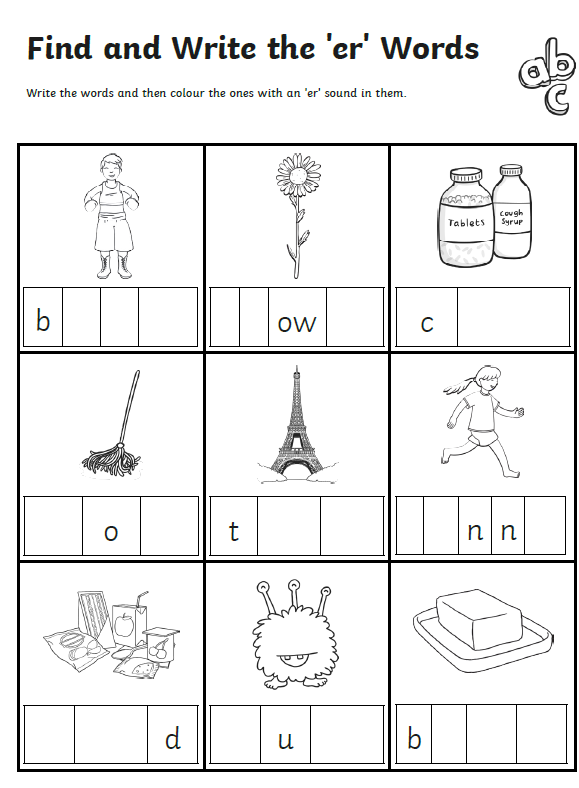 Find and Write the 'er' Words
Write the words and then colour the ones with an 'er' sound in them.
abc
Tablets
Cough
Syrup
b
ow
c
o
t
n n
d
u
b